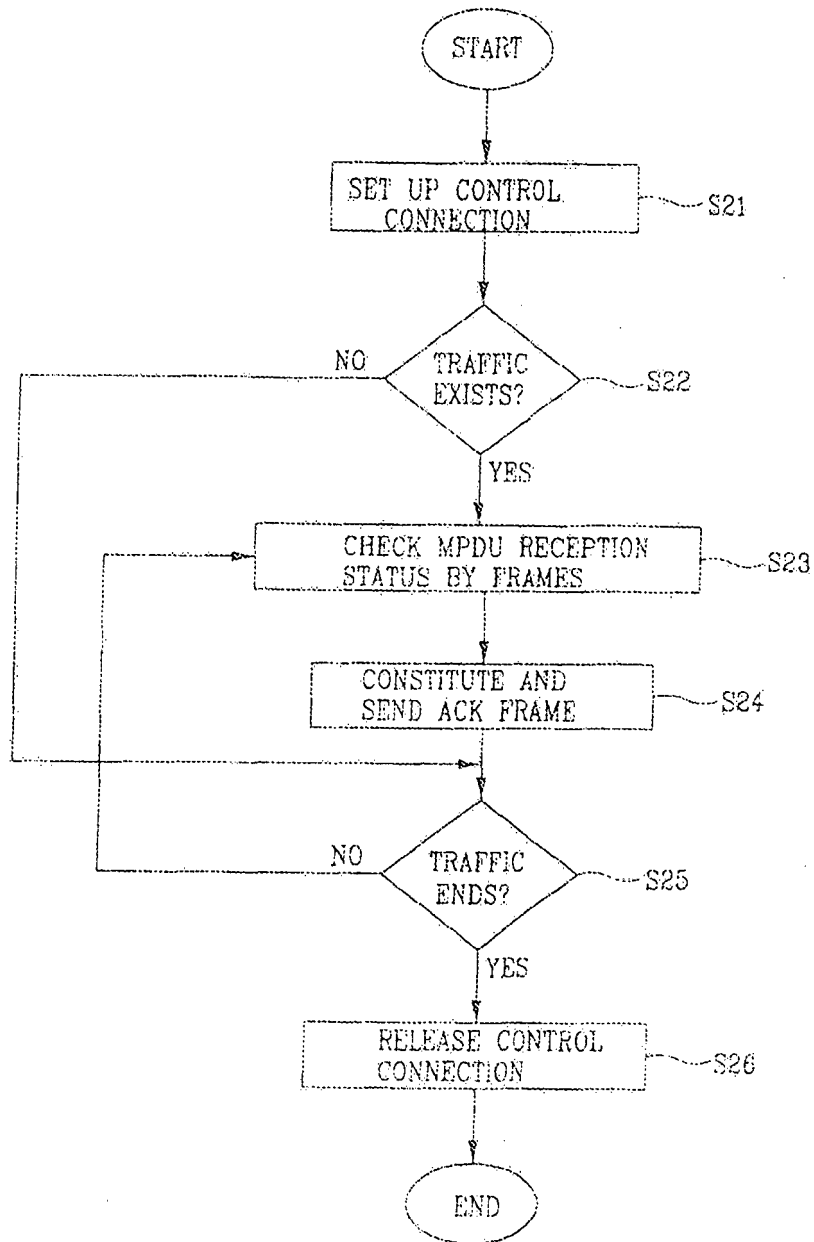 START
SET UP CONTROL
CONNECTION
S21
NO
TRAFFIC
EXISTS?
S22
YES
CHECK MPDU RECEPTION
STATUS BY FRAMES
S23
CONSTITUTE AND
SEND ACK FRAME
S24
NO
TRAFFIC
ENDS?
S25
YES
RELEASE CONTROL
CONNECTION
S26
END